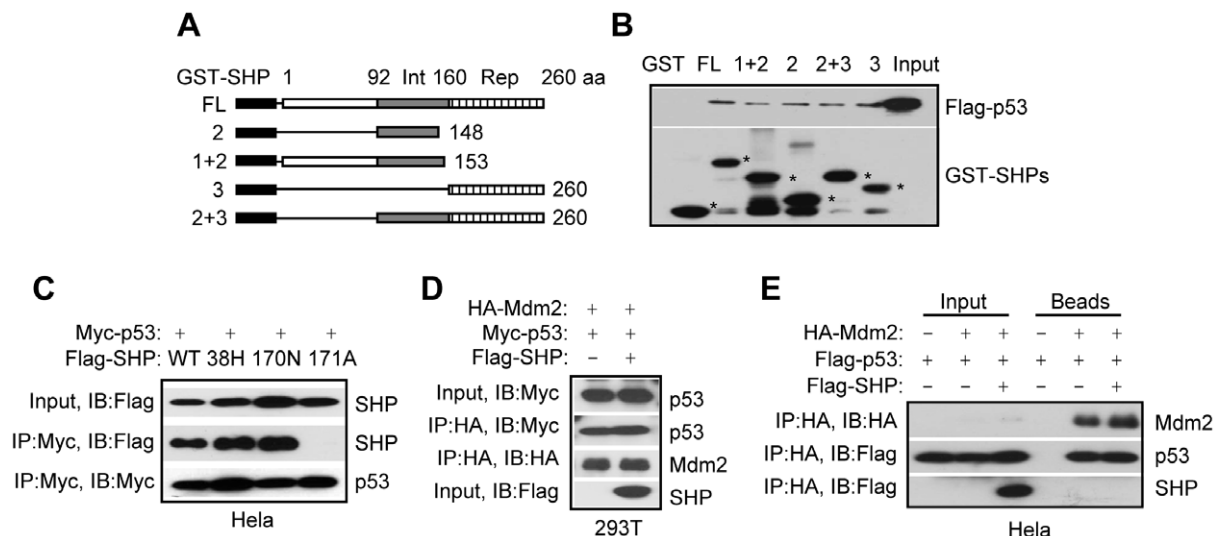 A
GST-SHP 1 92 Int 160 Rep 260 aa
FL
2 148
1+2 153
3 260
2+3 260
B
GST FL 1+2 2 2+3 3 Input
Flag-p53
* * * * * *
GST-SHPs
C
Myc-p53: + + + +
Flag-SHP: WT 38H 170N 171A
Input, IB:Flag SHP
IP:Myc, IB:Flag SHP
IP:Myc, IB:Myc p53
Hela
D
HA-Mdm2: + +
Myc-p53: + +
Flag-SHP: − +
Input, IB:Myc p53
IP:HA, IB:Myc p53
IP:HA, IB:HA Mdm2
Input, IB:Flag SHP
293T
E
Input Beads
HA-Mdm2: − + + − + +
Flag-p53: + + + + + +
Flag-SHP: − − + − − +
IP:HA, IB:HA Mdm2
IP:HA, IB:Flag p53
IP:HA, IB:Flag SHP
Hela